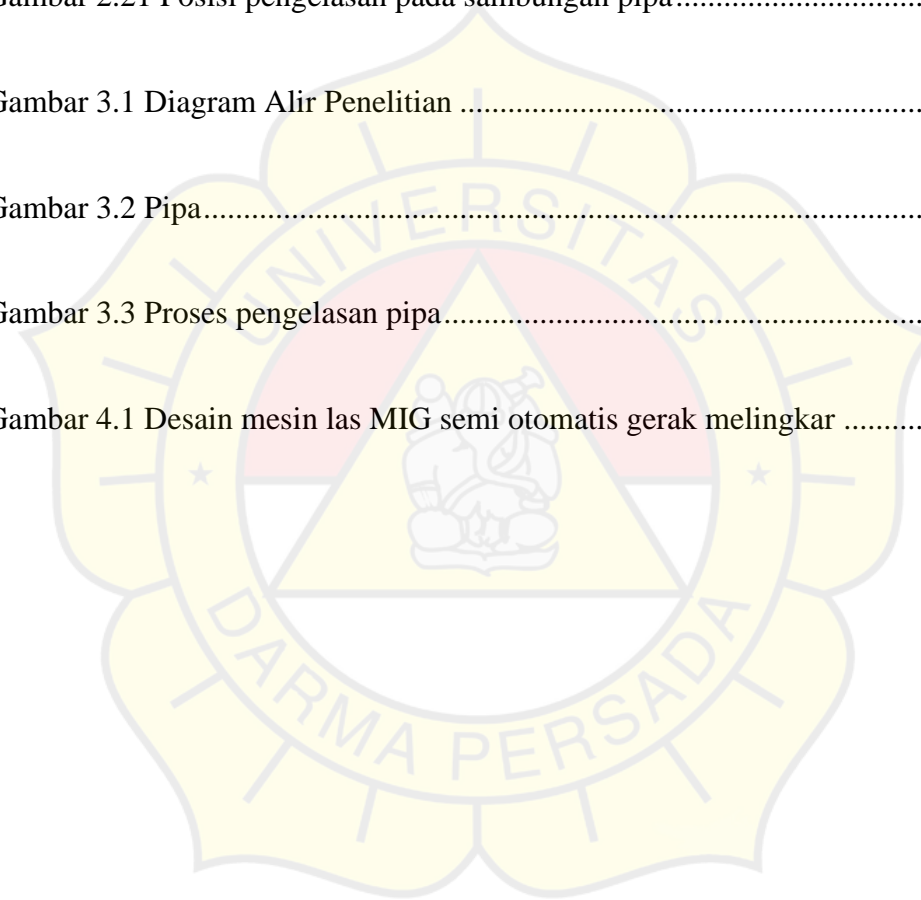 Gambar 2.21 Posisi pengelasan pada sambungan pipa..............................
Gambar 3.1 Diagram Alir Penelitian .........................................................
Gambar 3.2 Pipa.........................................................................................
Gambar 3.3 Proses pengelasan pipa...........................................................
Gambar 4.1 Desain mesin las MIG semi otomatis gerak melingkar ..........
UNIVERSITAS
DARMA PERSADA